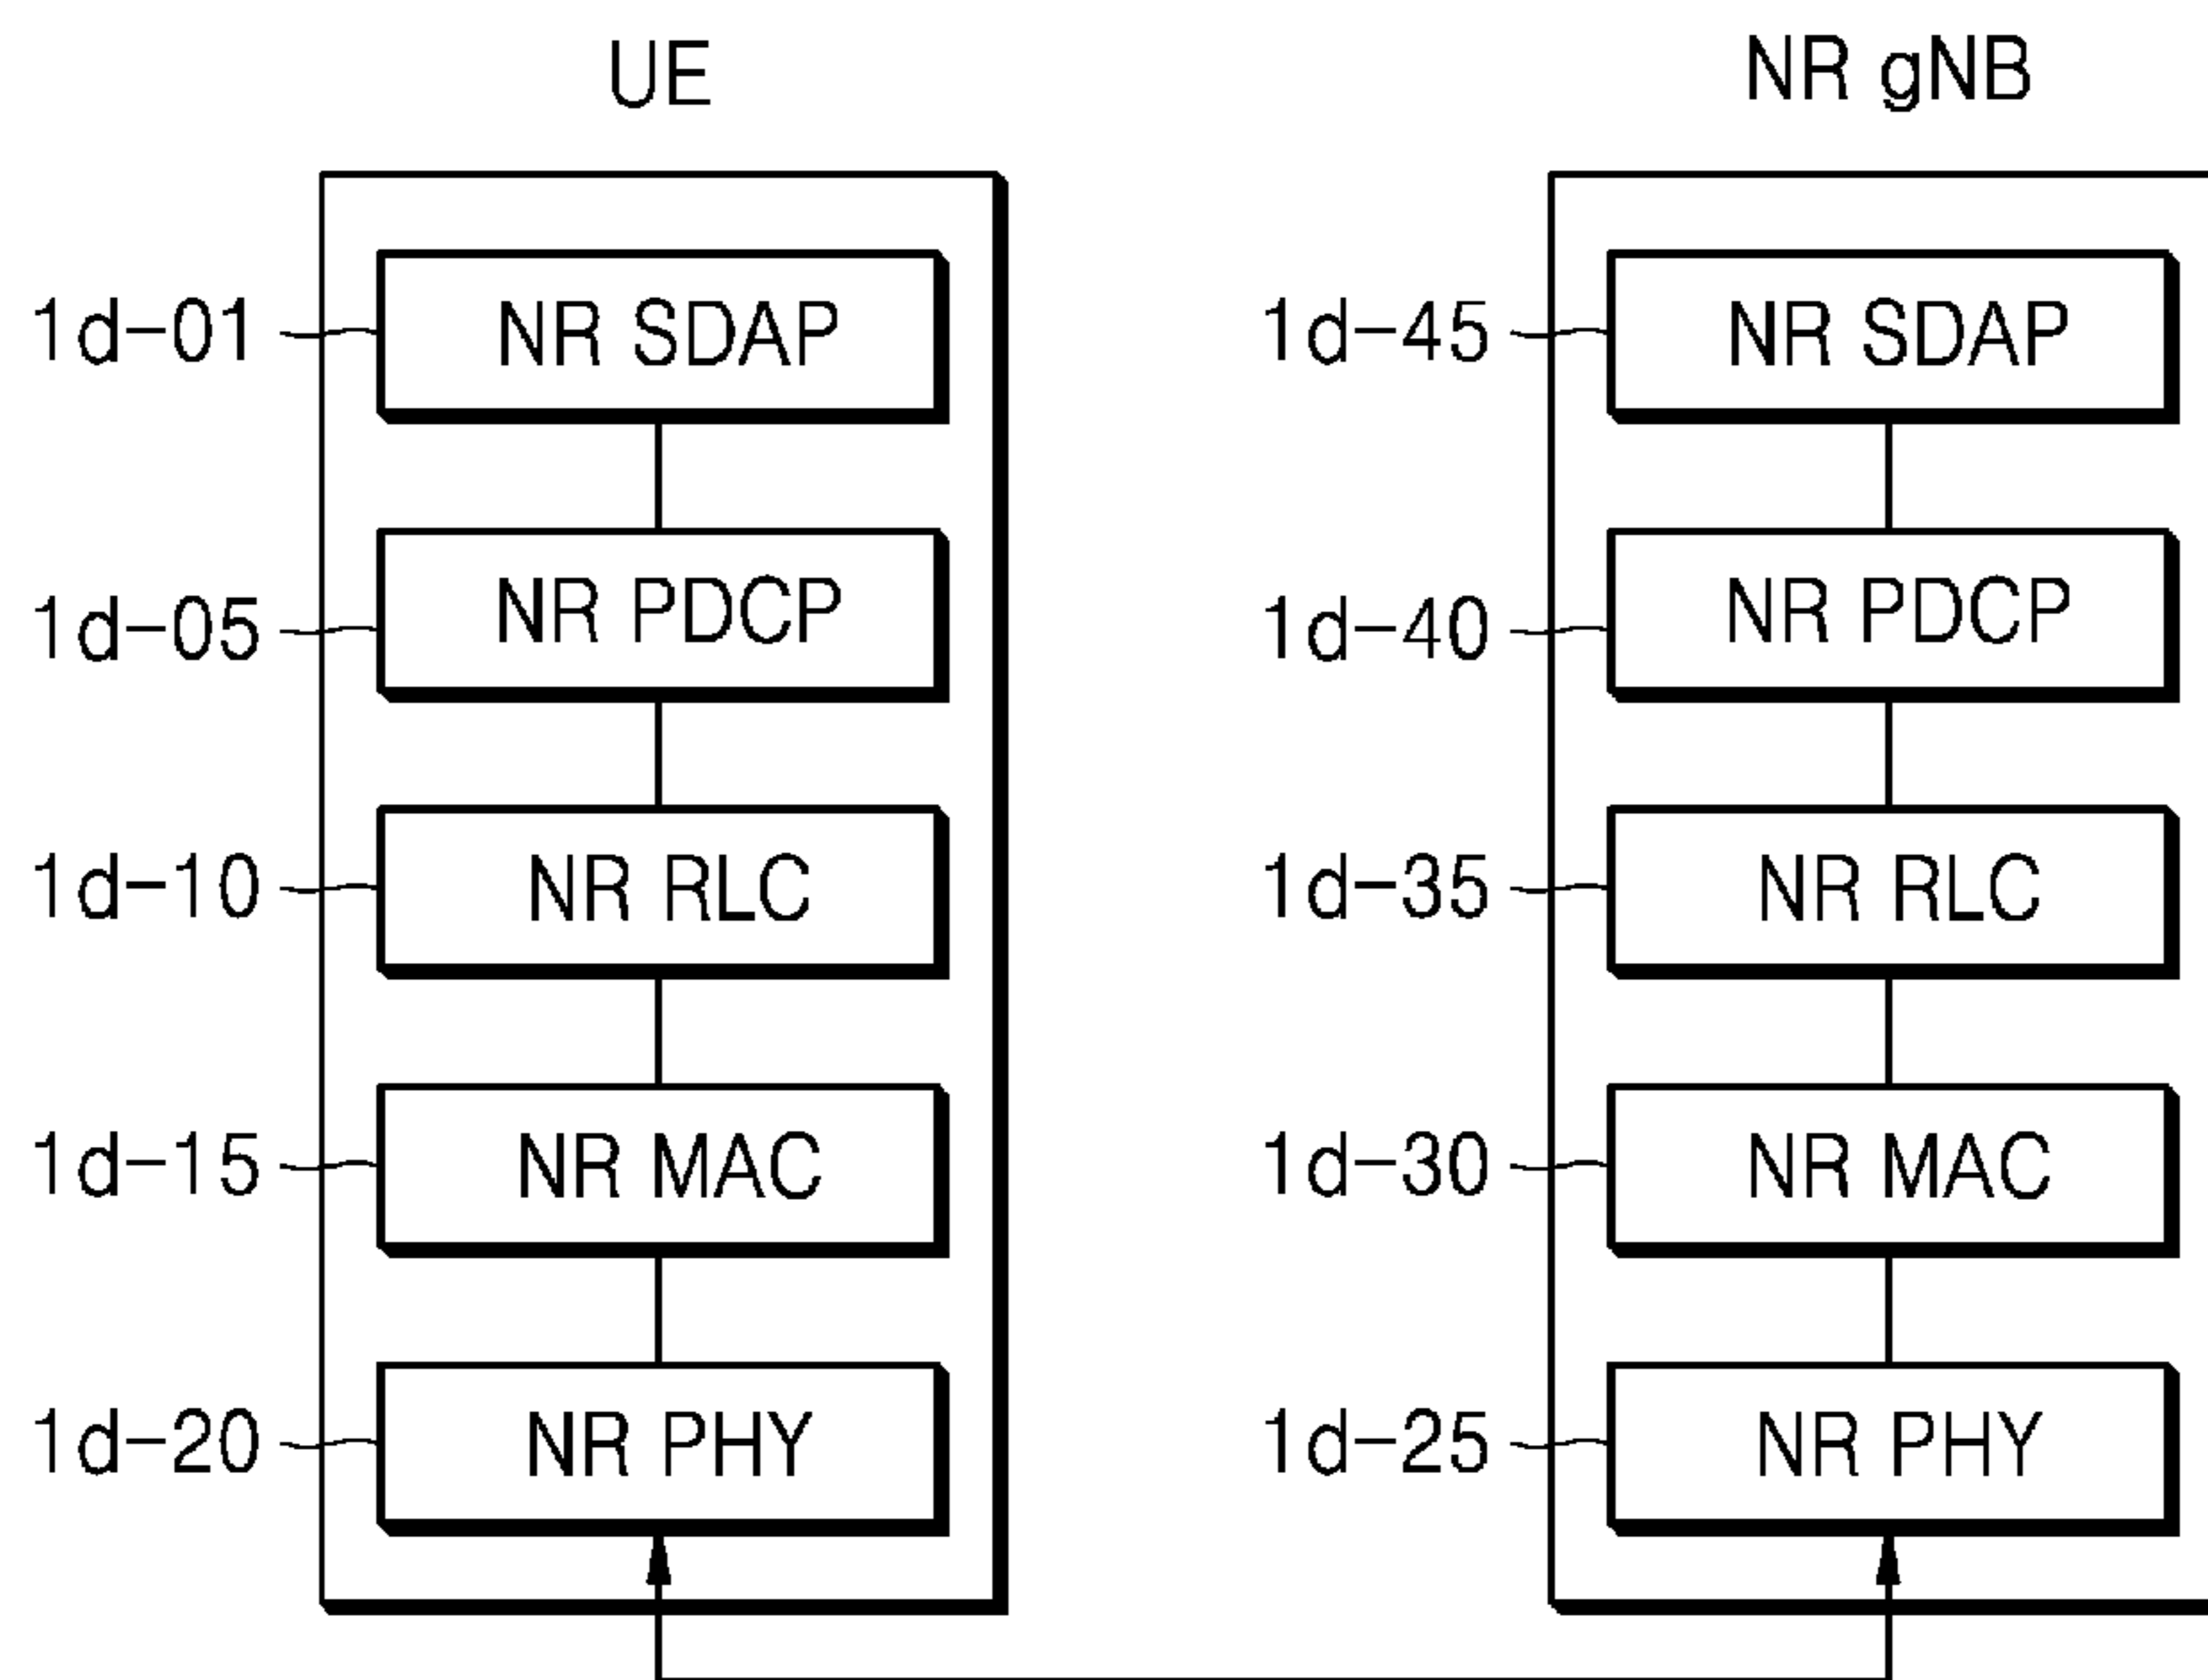 UE
NR gNB
1d-01 NR SDAP
1d-45 NR SDAP
1d-05 NR PDCP
1d-40 NR PDCP
1d-10 NR RLC
1d-35 NR RLC
1d-15 NR MAC
1d-30 NR MAC
1d-20 NR PHY
1d-25 NR PHY